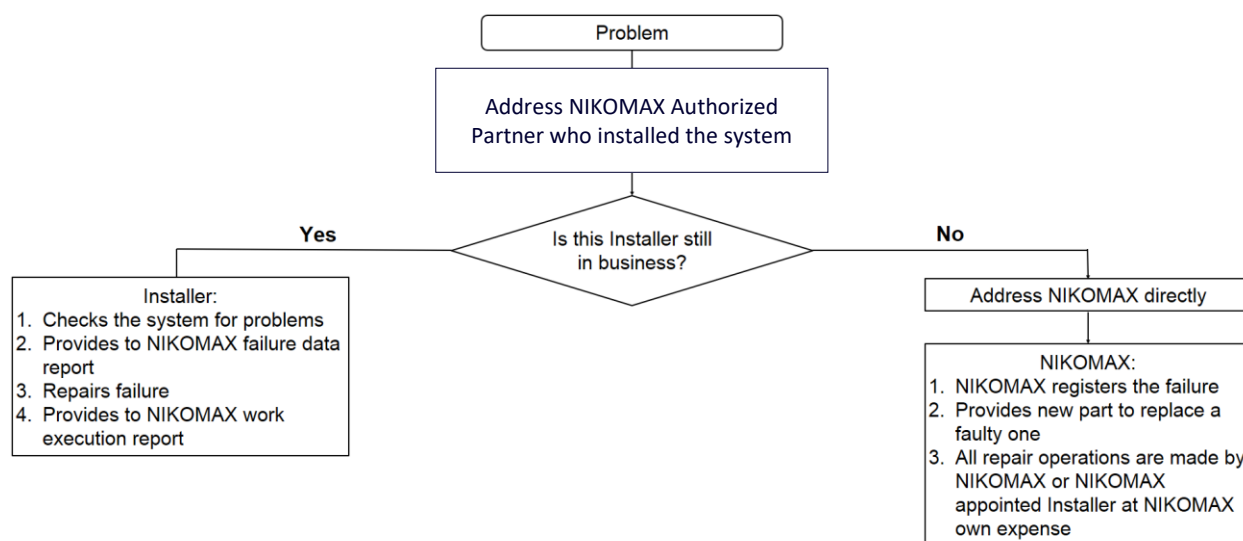 Problem
Address NIKOMAX Authorized
Partner who installed the system
Is this Installer still
in business?
Yes
No
Installer:
1. Checks the system for problems
2. Provides to NIKOMAX failure data
report
3. Repairs failure
4. Provides to NIKOMAX work
execution report
Address NIKOMAX directly
NIKOMAX:
1. NIKOMAX registers the failure
2. Provides new part to replace a
faulty one
3. All repair operations are made by
NIKOMAX or NIKOMAX
appointed Installer at NIKOMAX
own expense